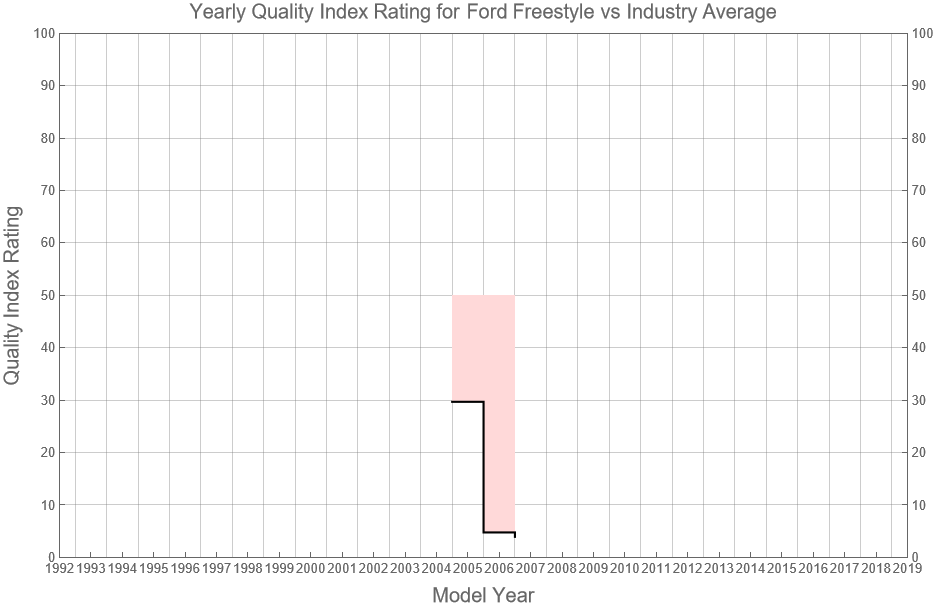 Yearly Quality Index Rating for Ford Freestyle vs Industry Average
100 100
90 90
80 80
70 70
60 60
Quality Index Rating
50 50
40 40
30 30
20 20
10 10
0 0
1992 1993 1994 1995 1996 1997 1998 1999 2000 2001 2002 2003 2004 2005 2006 2007 2008 2009 2010 2011 2012 2013 2014 2015 2016 2017 2018 2019
Model Year